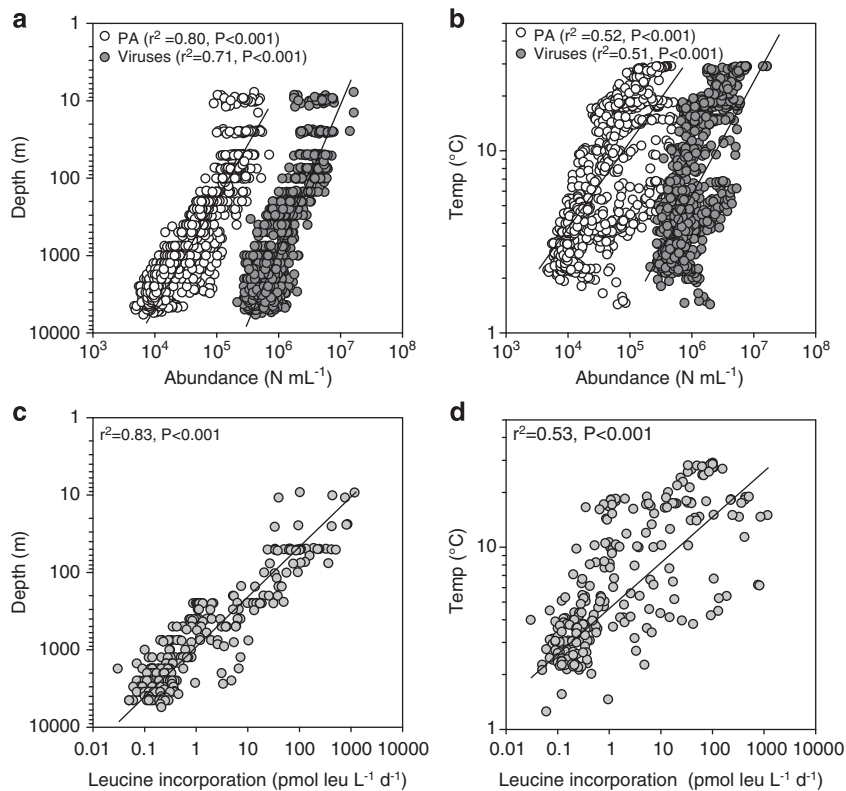 a
1
PA (r² =0.80, P<0.001)
Viruses (r²=0.71, P<0.001)
10
100
1000
10000
Depth (m)
10³ 10⁴ 10⁵ 10⁶ 10⁷ 10⁸
Abundance (N mL⁻¹)
b
PA (r² =0.52, P<0.001)
Viruses (r²=0.51, P<0.001)
10
1
Temp (°C)
10³ 10⁴ 10⁵ 10⁶ 10⁷ 10⁸
Abundance (N mL⁻¹)
c
1
r²=0.83, P<0.001
10
100
1000
10000
Depth (m)
0.01 0.1 1 10 100 1000 10000
Leucine incorporation (pmol leu L⁻¹ d⁻¹)
d
r²=0.53, P<0.001
10
1
Temp (°C)
0.01 0.1 1 10 100 1000 10000
Leucine incorporation (pmol leu L⁻¹ d⁻¹)